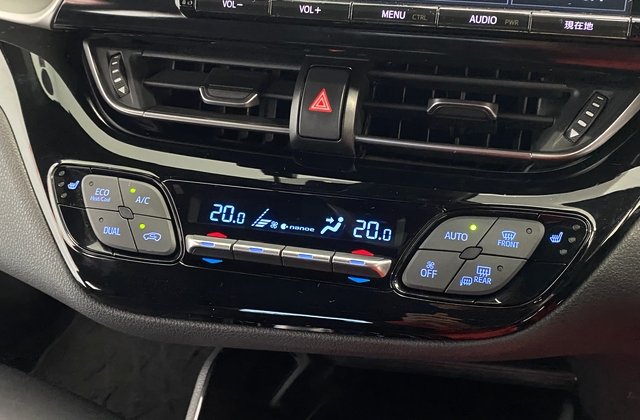 VOL−
VOL+
MENU CTRL
AUDIO PWR
現在地
ECO
Heat/Cool
A/C
DUAL
20.0
nanoe
20.0
AUTO
FRONT
OFF
REAR